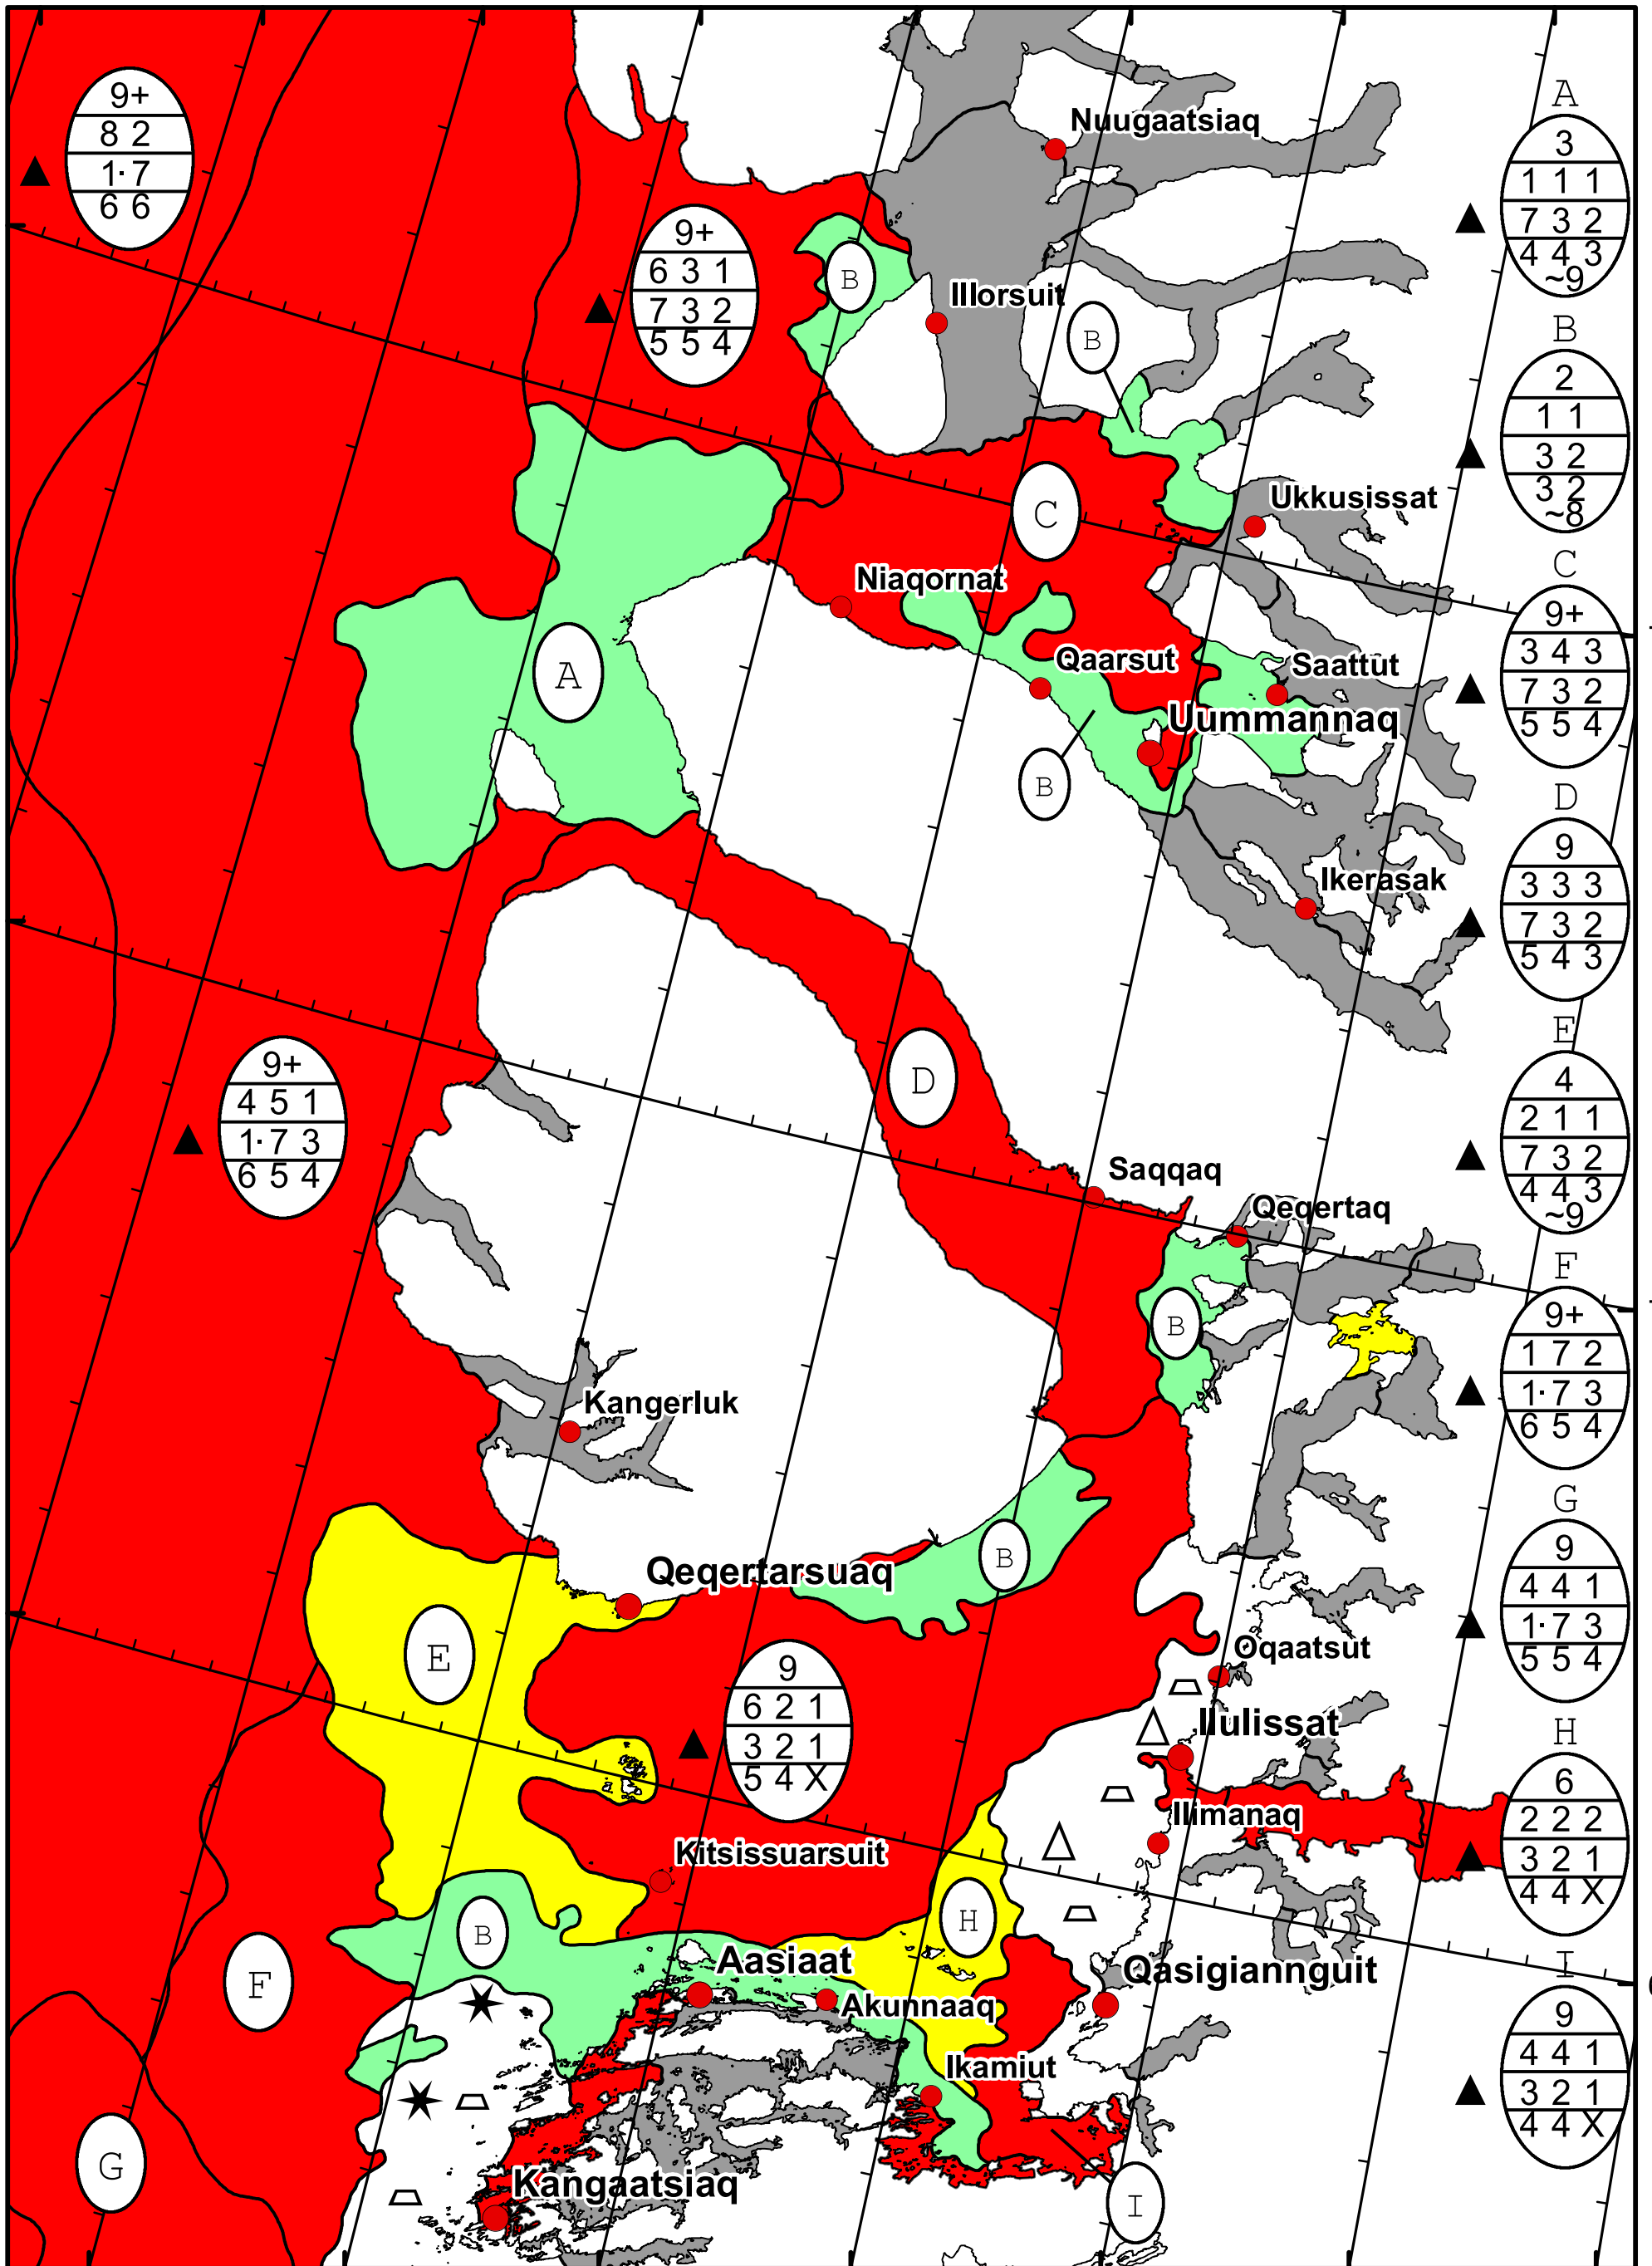 9+
8 2
1· 7
6 6
9+
6 3 1
7 3 2
5 5 4
Nuugaatsiaq
B
Illorsuit
B
C
Ukkusissat
Niaqornat
A
Qaarsut
Saattut
Uummannaq
B
Ikerasak
9+
4 5 1
1· 7 3
6 5 4
D
Saqqaq
Qeqertaq
B
Kangerluk
B
Qeqertarsuaq
E
9
6 2 1
3 2 1
5 4 X
Oqaatsut
Ilulissat
Ilimanaq
Kitsissuarsuit
H
B
Aasiaat
Akunnaaq
Qasigiannguit
F
Ikamiut
G
Kangaatsiaq
I
A
3
1 1 1
7 3 2
4 4 3
~9
B
2
1 1
3 2
3 2
~8
C
9+
3 4 3
7 3 2
5 5 4
D
9
3 3 3
7 3 2
5 4 3
E
4
2 1 1
7 3 2
4 4 3
~9
F
9+
1 7 2
1· 7 3
6 5 4
G
9
4 4 1
1· 7 3
5 5 4
H
6
2 2 2
3 2 1
4 4 X
I
9
4 4 1
3 2 1
4 4 X